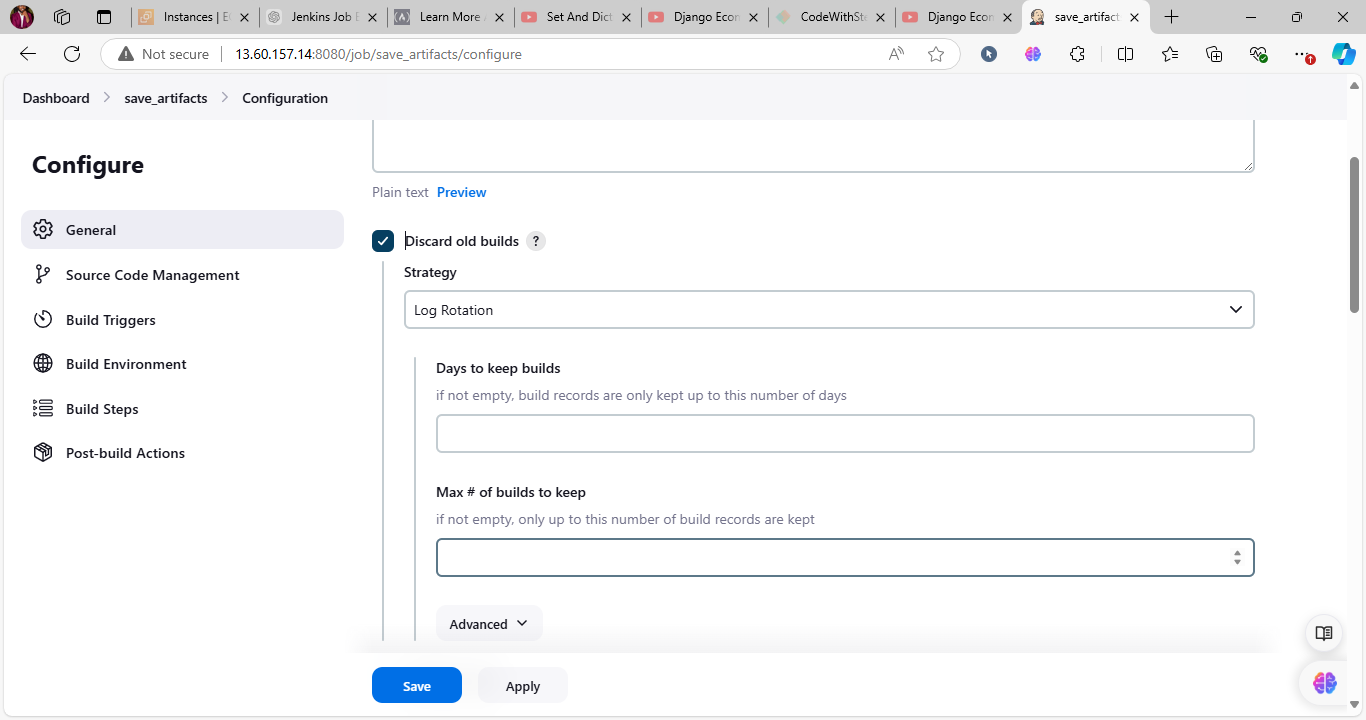 Instances | E
Jenkins Job E
Learn More
Set And Dict
Django Econ
CodeWithSt
Django Econ
save_artifact
Not secure
13.60.157.14:8080/job/save_artifacts/configure
Dashboard
save_artifacts
Configuration
Configure
General
Source Code Management
Build Triggers
Build Environment
Build Steps
Post-build Actions
Plain text Preview
Discard old builds ?
Strategy
Log Rotation
Days to keep builds
if not empty, build records are only kept up to this number of days
Max # of builds to keep
if not empty, only up to this number of build records are kept
Advanced
Save
Apply